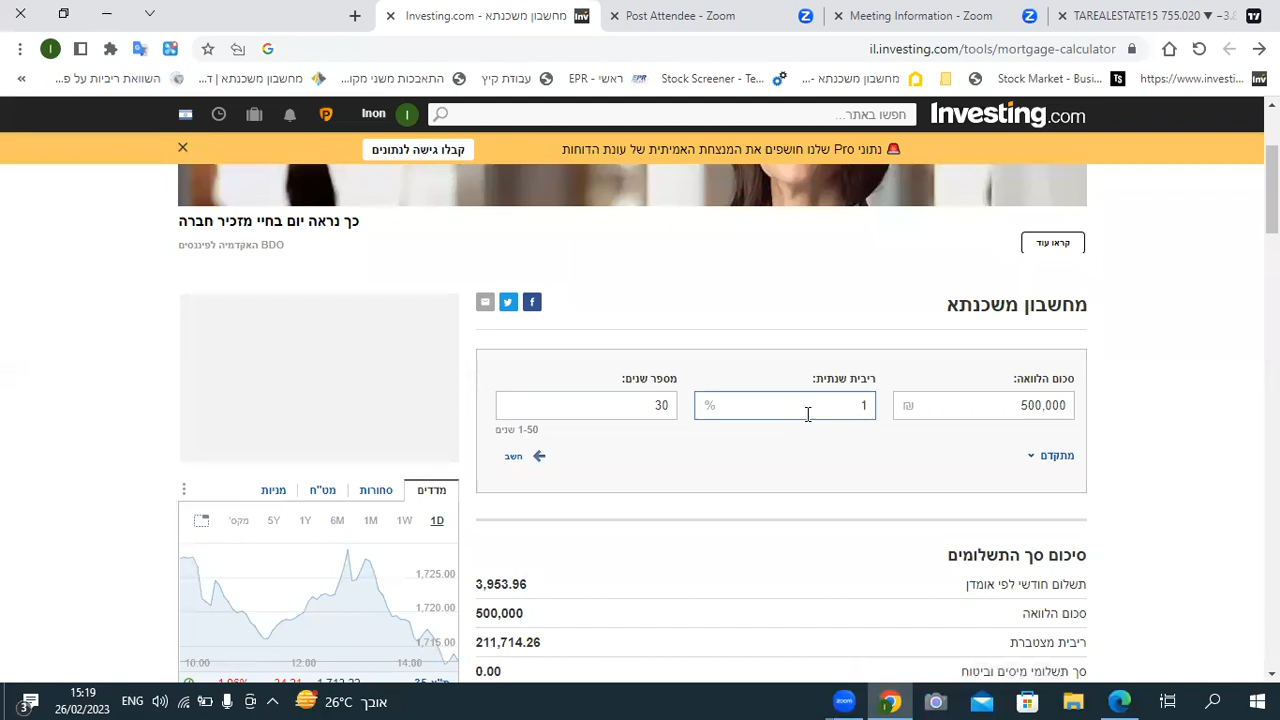 Investing.com - מחשבון משכנתא
Post Attendee - Zoom
Meeting Information - Zoom
TAREALESTATE15 755.020 ▼ −3.
il.investing.com/tools/mortgage-calculator
https://www.investi...
Stock Market - Busi...
מחשבון משכנתא -...
Stock Screener - Te...
ראשי - EPR
עבודת קיץ
התאבכות משני מקו...
מחשבון משכנתא | ד...
השוואת ריביות על פ...
»
Investing.com
חפשו באתר...
Inon
נתוני Pro שלנו חושפים את המנצחת האמיתית של עונת הדוחות
קבלו גישה לנתונים
כך נראה יום בחיי מזכיר חברה
BDO האקדמיה לפיננסים
קראו עוד
מחשבון משכנתא
סכום הלוואה:
ריבית שנתית:
מספר שנים:
₪ 500,000
% 1
30
1-50 שנים
מתקדם
חשב
סיכום סך התשלומים
תשלום חודשי לפי אומדן 3,953.96
סכום הלוואה 500,000
ריבית מצטברת 211,714.26
סך תשלומי מיסים וביטוח 0.00
מדדים
סחורות
מט"ח
מניות
1D
1W
1M
6M
1Y
5Y
מקס'
1,725.00
1,720.00
1,715.00
10:00
12:00
14:00
ENG
15:19
26/02/2023
26°C אובך
3
zoom